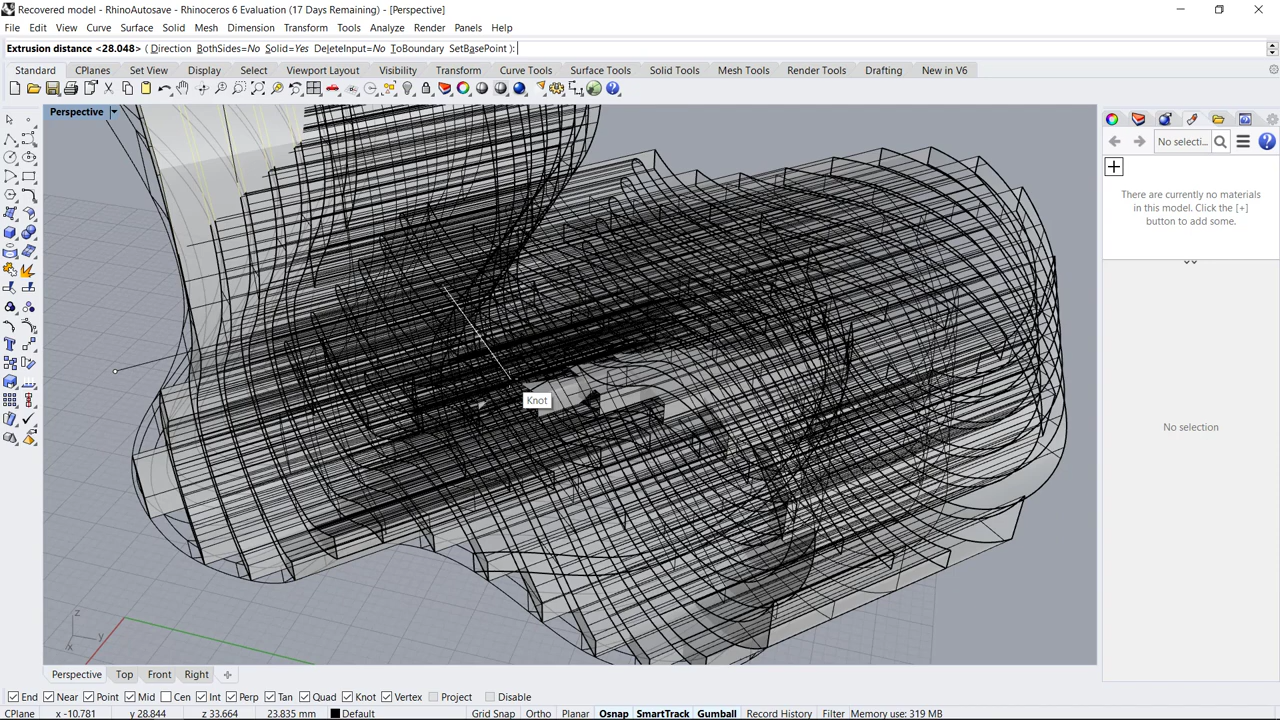 Recovered model - RhinoAutosave - Rhinoceros 6 Evaluation (17 Days Remaining) - [Perspective]
File Edit View Curve Surface Solid Mesh Dimension Transform Tools Analyze Render Panels Help
Extrusion distance <28.048> ( Direction BothSides=No Solid=Yes DeleteInput=No ToBoundary SetBasePoint ):
Standard CPlanes Set View Display Select Viewport Layout Visibility Transform Curve Tools Surface Tools Solid Tools Mesh Tools Render Tools Drafting New in V6
Perspective
No selecti...
There are currently no materials
in this model. Click the [+]
button to add some.
Knot
No selection
z
y
x
Perspective Top Front Right
End Near Point Mid Cen Int Perp Tan Quad Knot Vertex Project Disable
CPlane x -10.781 y 28.844 z 33.664 23.835 mm Default Grid Snap Ortho Planar Osnap SmartTrack Gumball Record History Filter Memory use: 319 MB